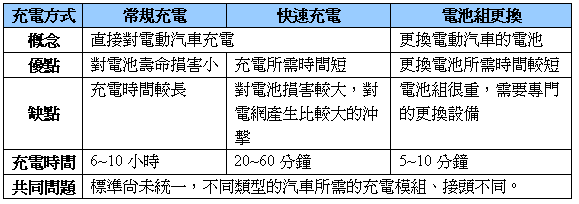 充電方式 常規充電 快速充電 電池組更換
概念 直接對電動汽車充電 更換電動汽車的電池
優點 對電池壽命損害小 充電所需時間短 更換電池所需時間較短
缺點 充電時間較長 對電池損害較大，對 電池組很重，需要專門
電網產生比較大的沖 的更換設備
擊
充電時間 6~10 小時 20~60 分鐘 5~10 分鐘
共同問題 標準尚未統一，不同類型的汽車所需的充電模組、接頭不同。